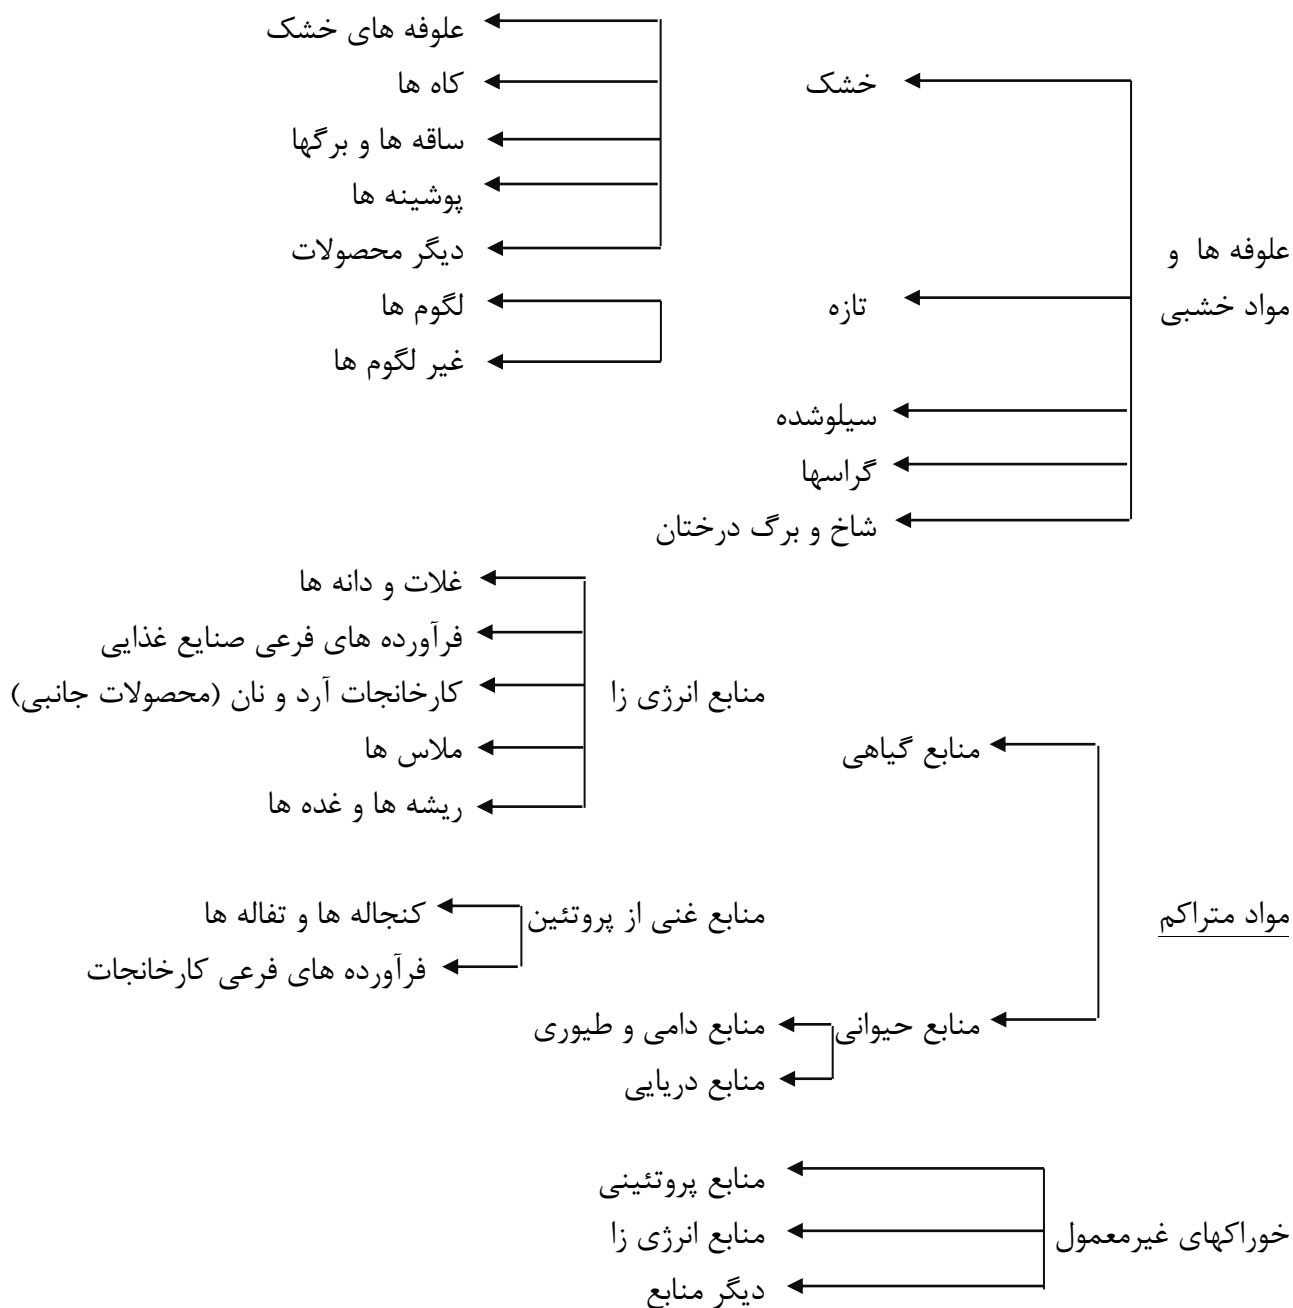 علوفه های خشک
خشک کاه ها
ساقه ها و برگها
پوشینه ها
علوفه ها و دیگر محصولات
مواد خشبی تازه لگوم ها
غیر لگوم ها
سیلوشده
گراسها
شاخ و برگ درختان
غلات و دانه ها
فرآورده های فرعی صنایع غذایی
منابع انرژی زا کارخانجات آرد و نان (محصولات جانبی)
منابع گیاهی ملاس ها
ریشه ها و غده ها
مواد متراکم منابع غنی از پروتئین کنجاله ها و تفاله ها
فرآورده های فرعی کارخانجات
منابع حیوانی منابع دامی و طیوری
منابع دریایی
منابع پروتئینی
خوراکهای غیرمعمول منابع انرژی زا
دیگر منابع